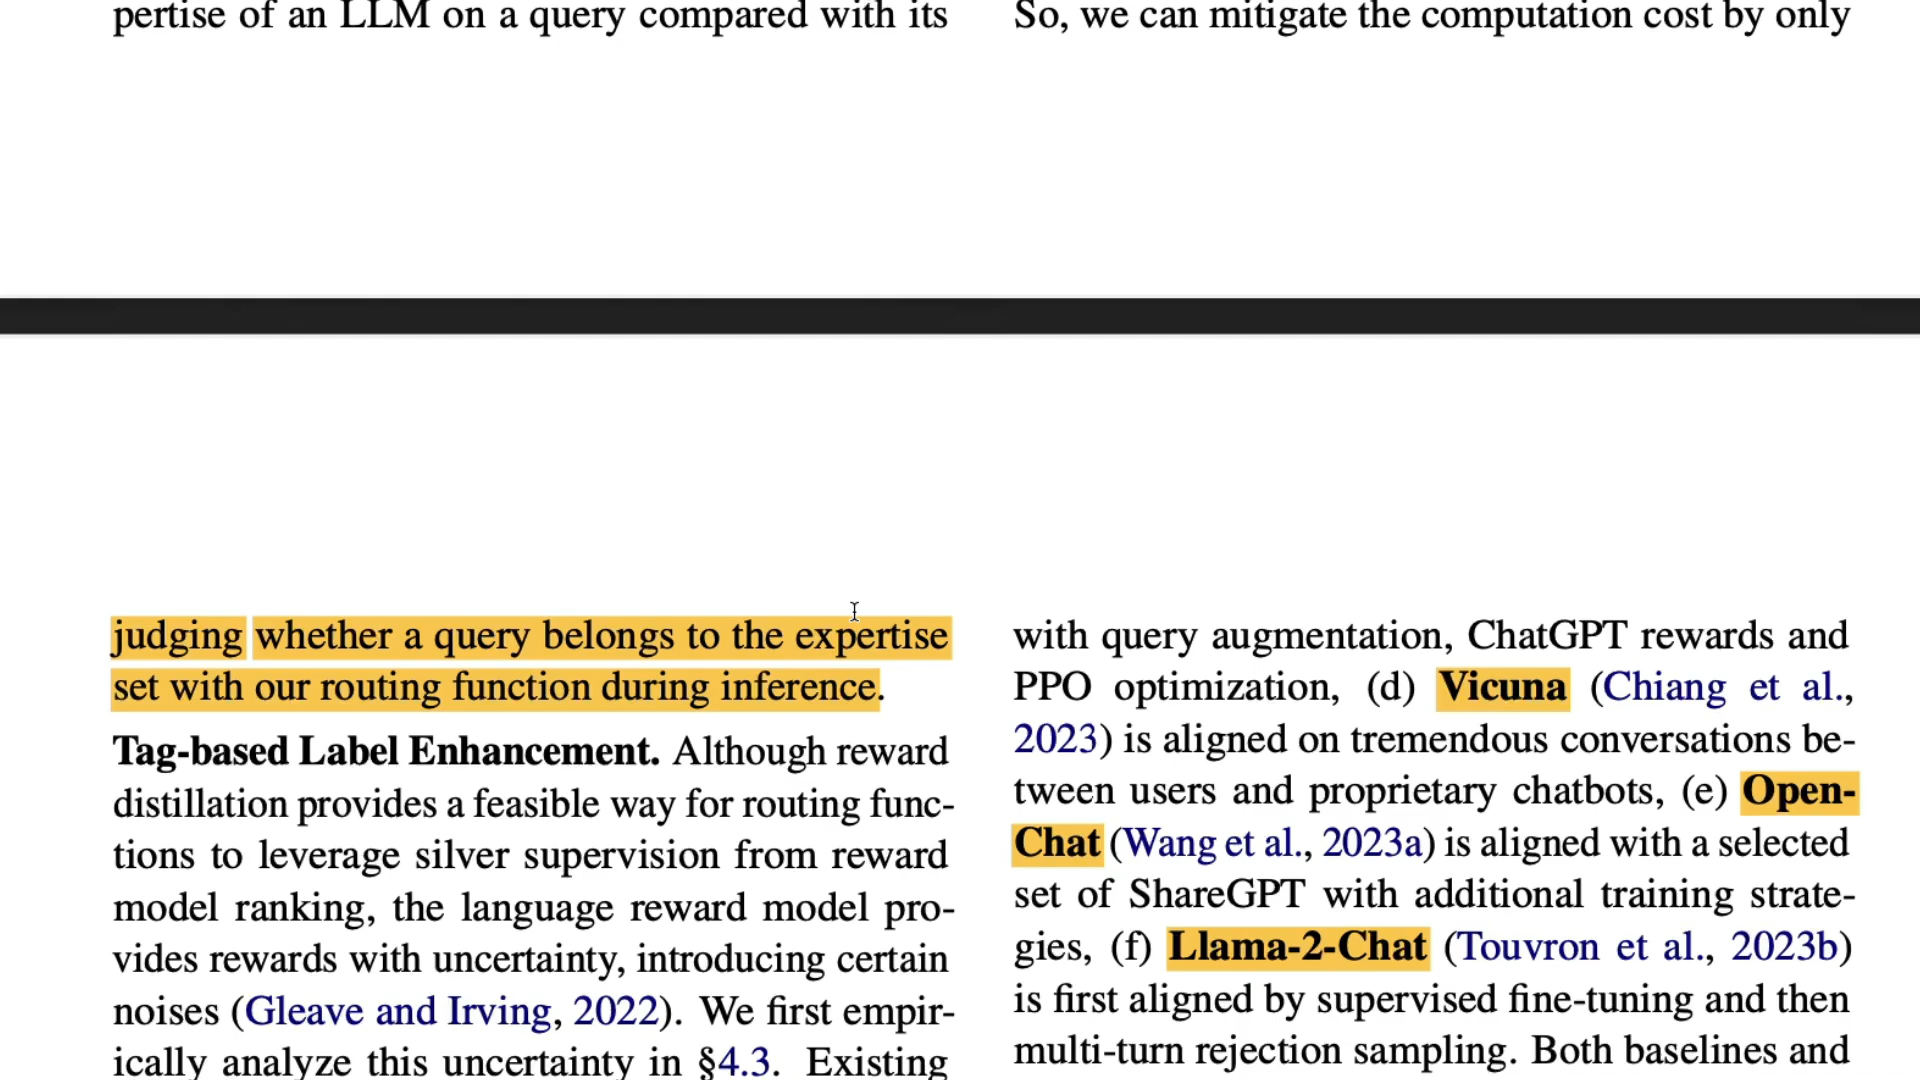 pertise of an LLM on a query compared with its
So, we can mitigate the computation cost by only
judging whether a query belongs to the expertise
set with our routing function during inference.
Tag-based Label Enhancement. Although reward
distillation provides a feasible way for routing func-
tions to leverage silver supervision from reward
model ranking, the language reward model pro-
vides rewards with uncertainty, introducing certain
noises (Gleave and Irving, 2022). We first empir-
ically analyze this uncertainty in §4.3. Existing
with query augmentation, ChatGPT rewards and
PPO optimization, (d) Vicuna (Chiang et al.,
2023) is aligned on tremendous conversations be-
tween users and proprietary chatbots, (e) Open-
Chat (Wang et al., 2023a) is aligned with a selected
set of ShareGPT with additional training strate-
gies, (f) Llama-2-Chat (Touvron et al., 2023b)
is first aligned by supervised fine-tuning and then
multi-turn rejection sampling. Both baselines and